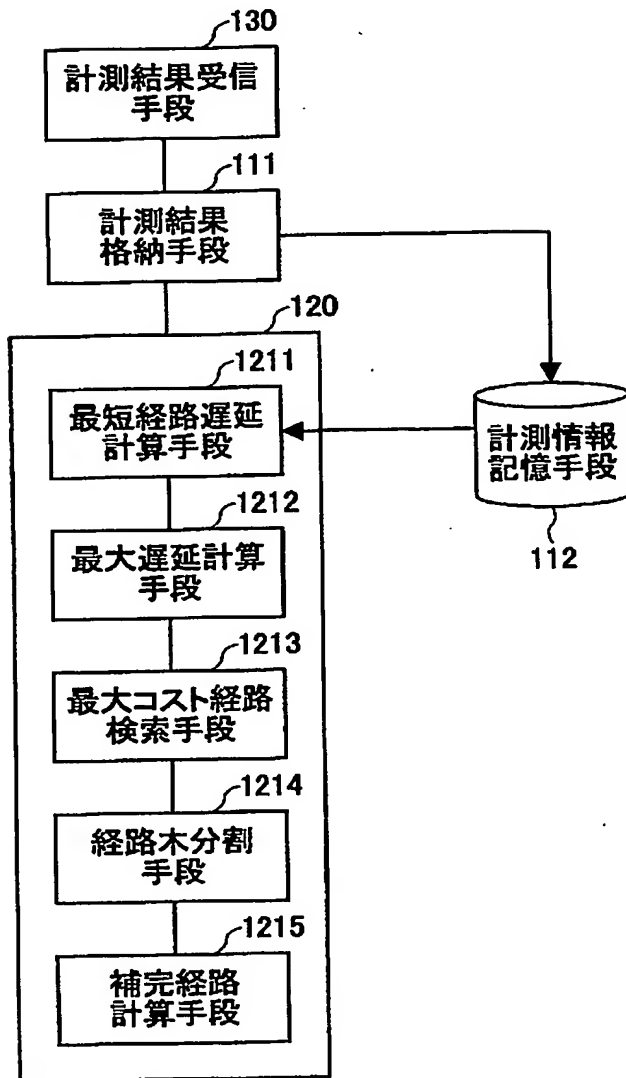 130
計測結果受信
手段
111
計測結果
格納手段
120
1211
最短経路遅延
計算手段
計測情報
記憶手段
112
1212
最大遅延計算
手段
1213
最大コスト経路
検索手段
1214
経路木分割
手段
1215
補完経路
計算手段